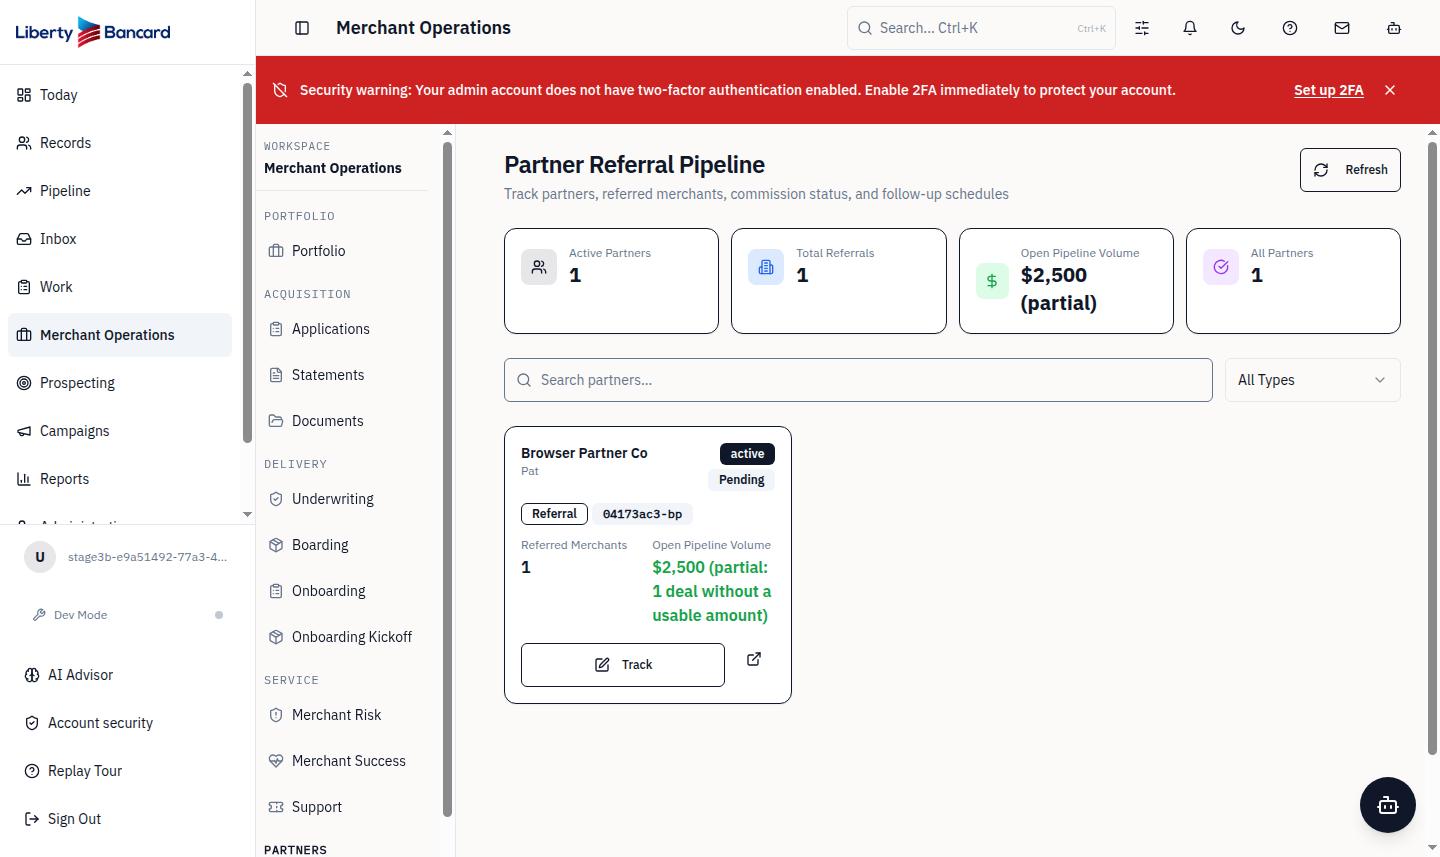 Liberty Bancard
Merchant Operations
Search... Ctrl+K
Ctrl+K
Security warning: Your admin account does not have two-factor authentication enabled. Enable 2FA immediately to protect your account.
Set up 2FA
Today
Records
Pipeline
Inbox
Work
Merchant Operations
Prospecting
Campaigns
Reports
U
stage3b-e9a51492-77a3-4...
Dev Mode
AI Advisor
Account security
Replay Tour
Sign Out
WORKSPACE
Merchant Operations
PORTFOLIO
Portfolio
ACQUISITION
Applications
Statements
Documents
DELIVERY
Underwriting
Boarding
Onboarding
Onboarding Kickoff
SERVICE
Merchant Risk
Merchant Success
Support
PARTNERS
Partner Referral Pipeline
Track partners, referred merchants, commission status, and follow-up schedules
Refresh
Active Partners
1
Total Referrals
1
Open Pipeline Volume
$2,500
(partial)
All Partners
1
Search partners...
All Types
Browser Partner Co
active
Pat
Pending
Referral
04173ac3-bp
Referred Merchants
1
Open Pipeline Volume
$2,500 (partial:
1 deal without a
usable amount)
Track